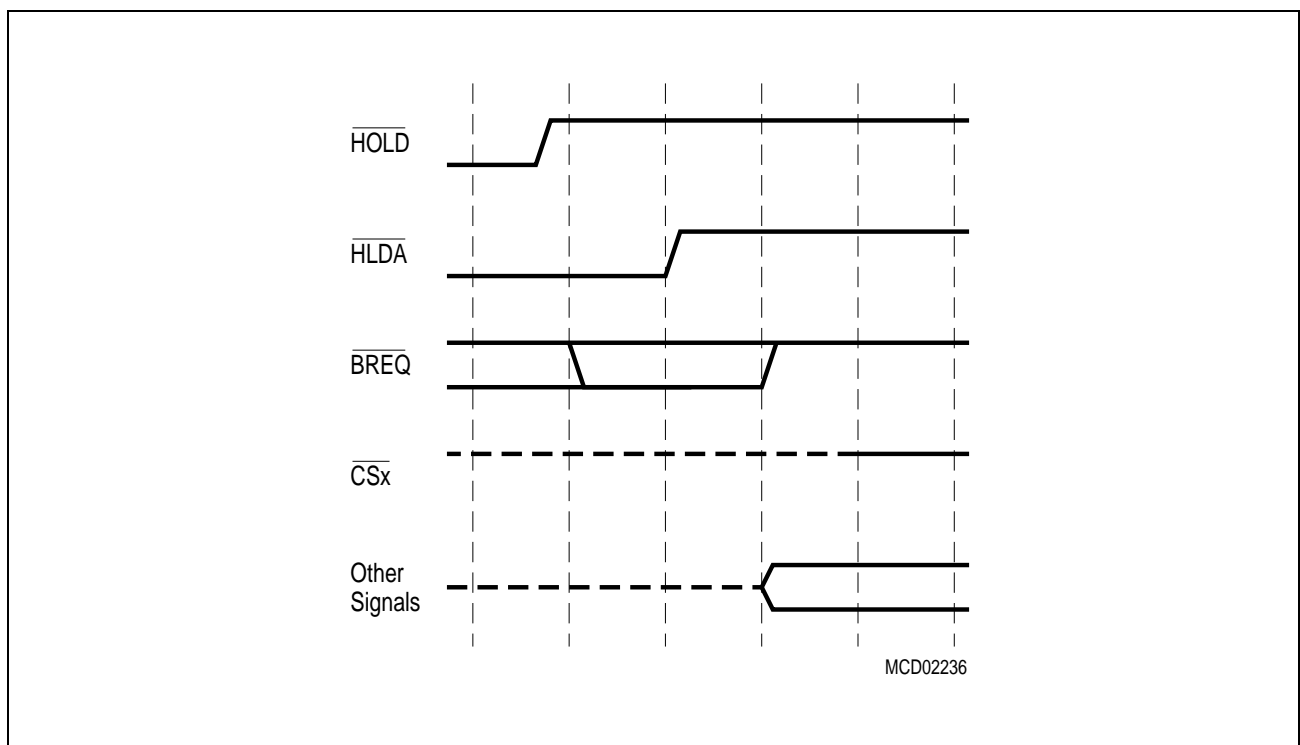 HOLD
HLDA
BREQ
CSx
Other
Signals
MCD02236